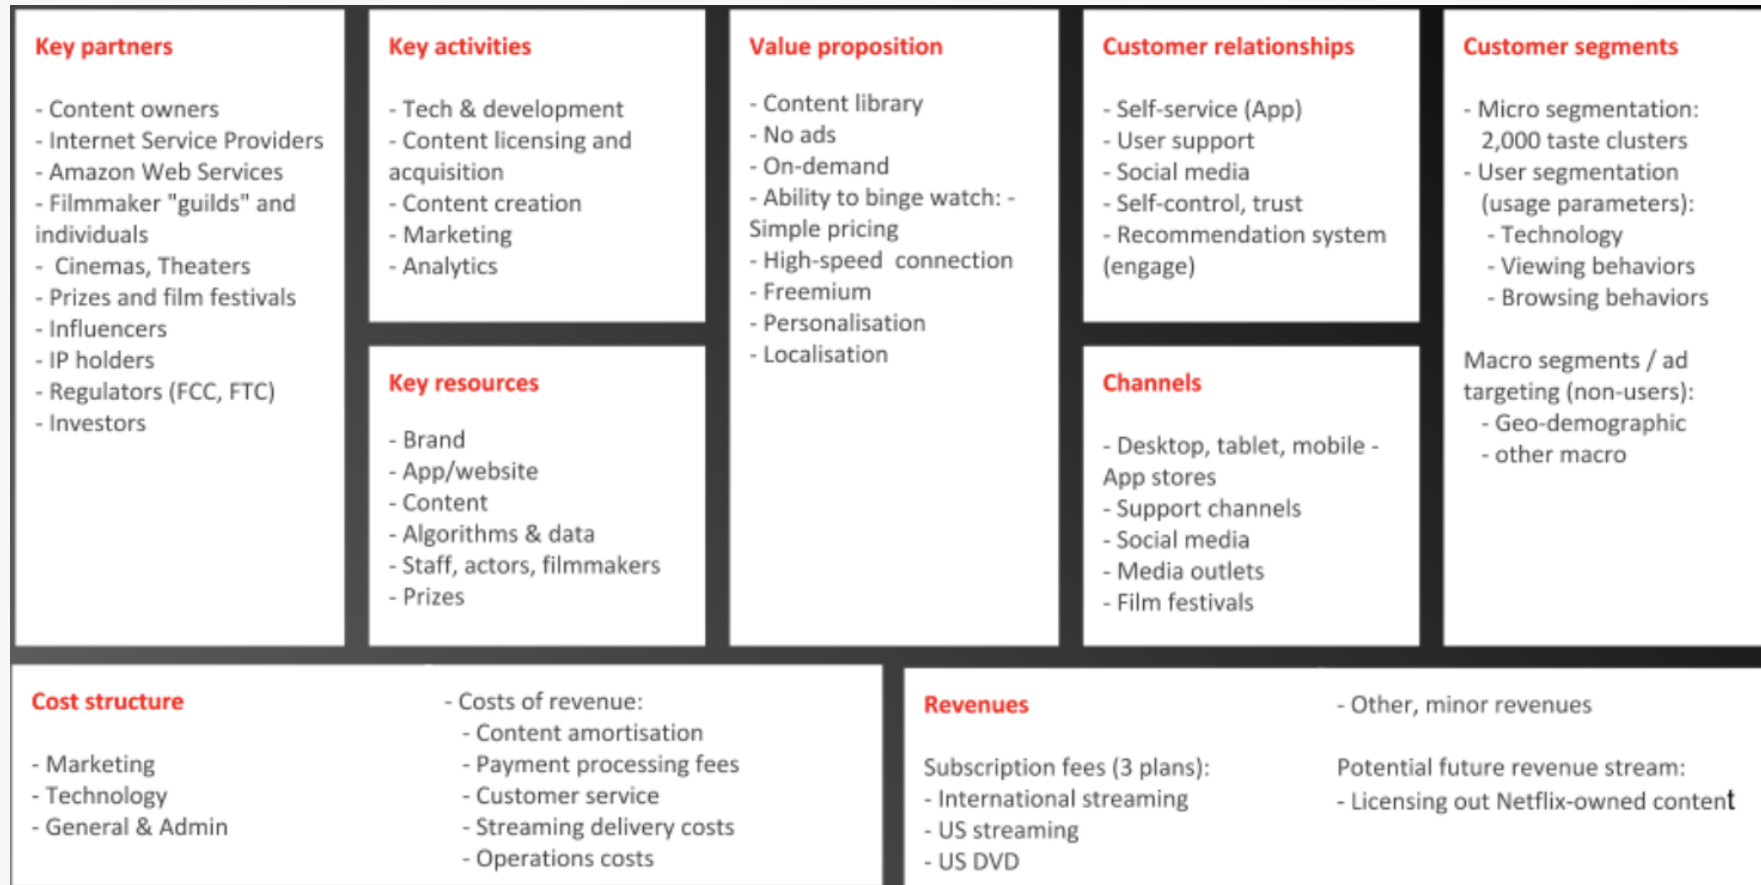 Key partners
- Content owners
- Internet Service Providers
- Amazon Web Services
- Filmmaker "guilds" and
individuals
- Cinemas, Theaters
- Prizes and film festivals
- Influencers
- IP holders
- Regulators (FCC, FTC)
- Investors
Key activities
- Tech & development
- Content licensing and
acquisition
- Content creation
- Marketing
- Analytics
Key resources
- Brand
- App/website
- Content
- Algorithms & data
- Staff, actors, filmmakers
- Prizes
Value proposition
- Content library
- No ads
- On-demand
- Ability to binge watch: -
Simple pricing
- High-speed connection
- Freemium
- Personalisation
- Localisation
Customer relationships
- Self-service (App)
- User support
- Social media
- Self-control, trust
- Recommendation system
(engage)
Channels
- Desktop, tablet, mobile -
App stores
- Support channels
- Social media
- Media outlets
- Film festivals
Customer segments
- Micro segmentation:
2,000 taste clusters
- User segmentation
(usage parameters):
- Technology
- Viewing behaviors
- Browsing behaviors
Macro segments / ad
targeting (non-users):
- Geo-demographic
- other macro
Cost structure
- Marketing
- Technology
- General & Admin
- Costs of revenue:
- Content amortisation
- Payment processing fees
- Customer service
- Streaming delivery costs
- Operations costs
Revenues
Subscription fees (3 plans):
- International streaming
- US streaming
- US DVD
- Other, minor revenues
Potential future revenue stream:
- Licensing out Netflix-owned content